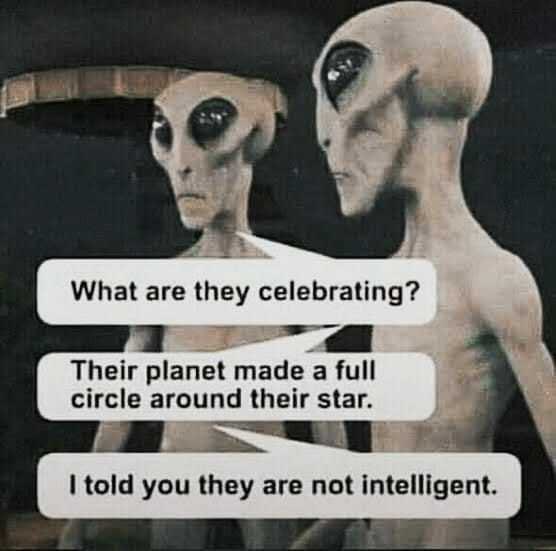 What are they celebrating?
Their planet made a full
circle around their star.
I told you they are not intelligent.